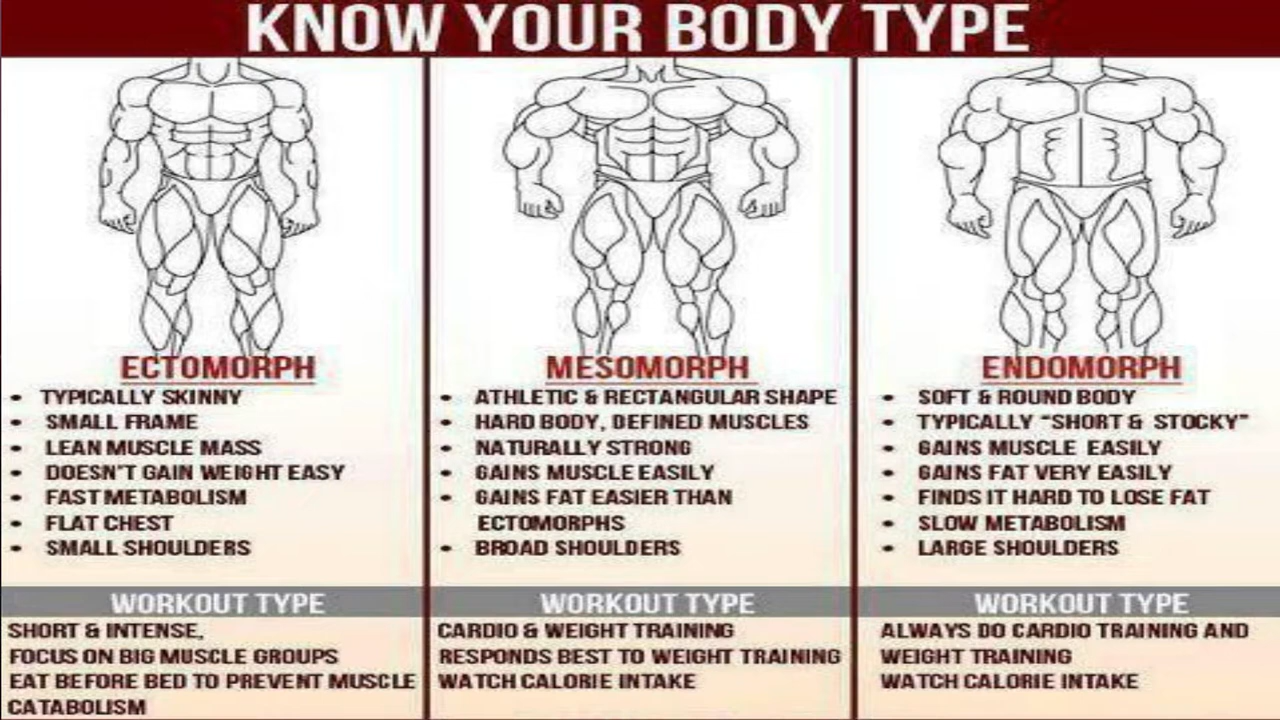 KNOW YOUR BODY TYPE
ECTOMORPH
• TYPICALLY SKINNY
• SMALL FRAME
• LEAN MUSCLE MASS
• DOESN'T GAIN WEIGHT EASY
• FAST METABOLISM
• FLAT CHEST
• SMALL SHOULDERS
WORKOUT TYPE
SHORT & INTENSE,
FOCUS ON BIG MUSCLE GROUPS
EAT BEFORE BED TO PREVENT MUSCLE
CATABOLISM
MESOMORPH
• ATHLETIC & RECTANGULAR SHAPE
• HARD BODY, DEFINED MUSCLES
• NATURALLY STRONG
• GAINS MUSCLE EASILY
• GAINS FAT EASIER THAN
ECTOMORPHS
• BROAD SHOULDERS
WORKOUT TYPE
CARDIO & WEIGHT TRAINING
RESPONDS BEST TO WEIGHT TRAINING
WATCH CALORIE INTAKE
ENDOMORPH
• SOFT & ROUND BODY
• TYPICALLY "SHORT & STOCKY"
• GAINS MUSCLE EASILY
• GAINS FAT VERY EASILY
• FINDS IT HARD TO LOSE FAT
• SLOW METABOLISM
• LARGE SHOULDERS
WORKOUT TYPE
ALWAYS DO CARDIO TRAINING AND
WEIGHT TRAINING
WATCH CALORIE INTAKE